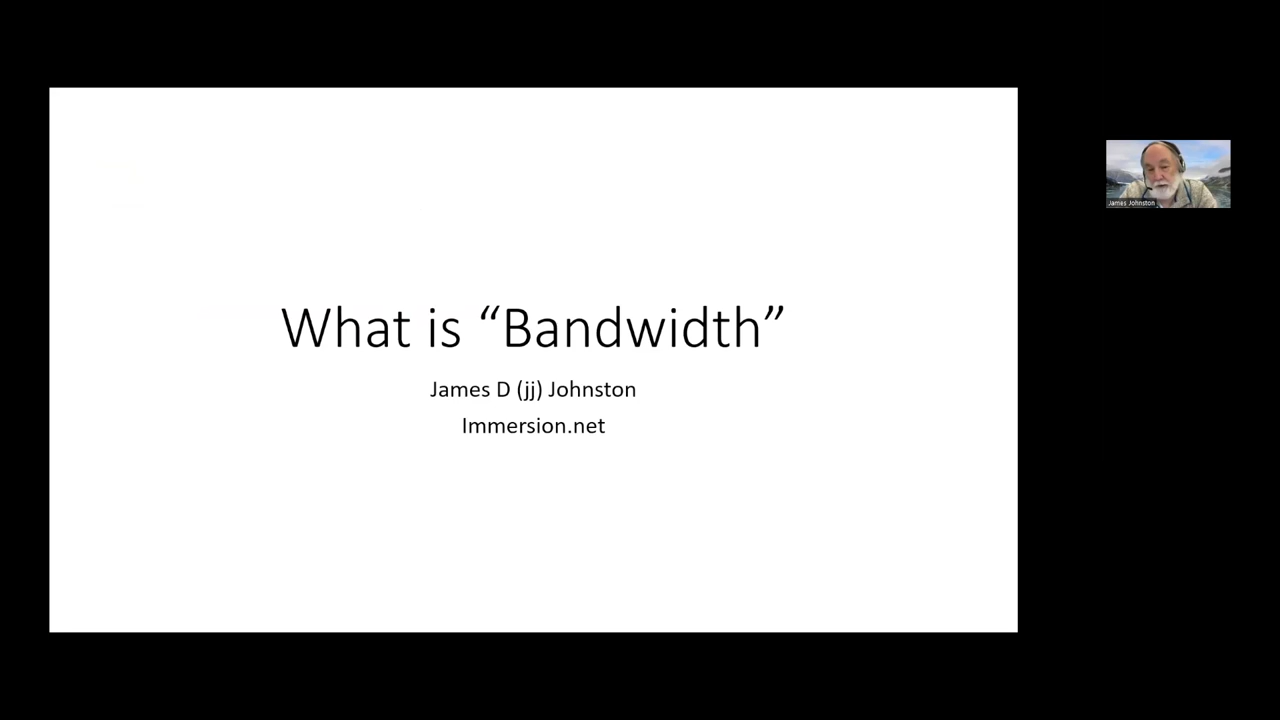 What is “Bandwidth”
James D (jj) Johnston
Immersion.net
James Johnston